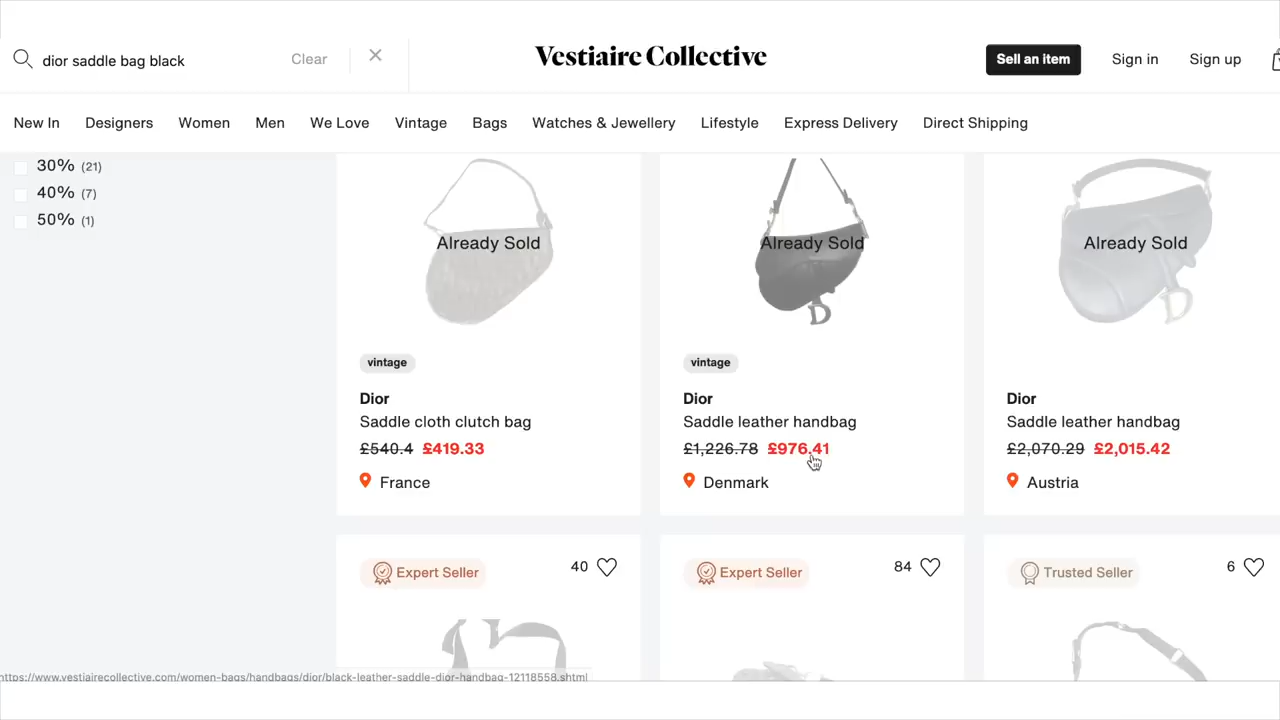 dior saddle bag black
Clear
Vestiaire Collective
Sell an item
Sign in
Sign up
New In
Designers
Women
Men
We Love
Vintage
Bags
Watches & Jewellery
Lifestyle
Express Delivery
Direct Shipping
30% (21)
40% (7)
50% (1)
Already Sold
vintage
Dior
Saddle cloth clutch bag
£540.4 £419.33
France
Already Sold
vintage
Dior
Saddle leather handbag
£1,226.78 £976.41
Denmark
Already Sold
Dior
Saddle leather handbag
£2,070.29 £2,015.42
Austria
Expert Seller
40
Expert Seller
84
Trusted Seller
6
https://www.vestiairecollective.com/women-bags/handbags/dior/black-leather-saddle-dior-handbag-12118558.shtml